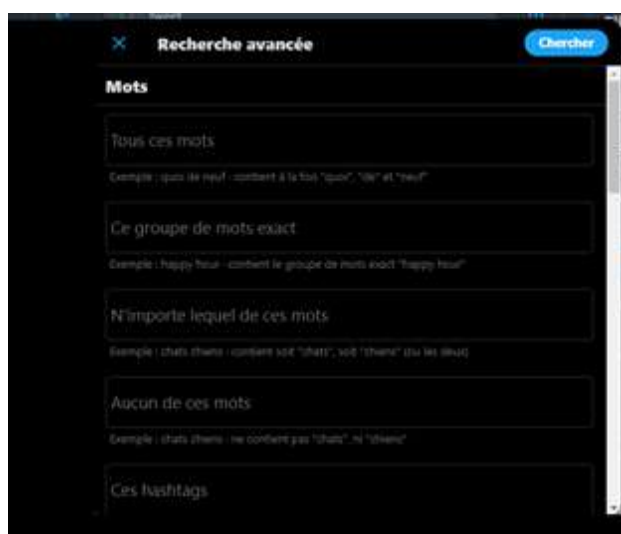 Recherche avancée
Chercher
Mots
Tous ces mots
Exemple : quoi de neuf · contient à la fois "quoi", "de" et "neuf"
Ce groupe de mots exact
Exemple : happy hour · contient le groupe de mots exact "happy hour"
N'importe lequel de ces mots
Exemple : chats chiens · contient soit "chats", soit "chiens" (ou les deux)
Aucun de ces mots
Exemple : chats chiens · ne contient pas "chats", ni "chiens"
Ces hashtags